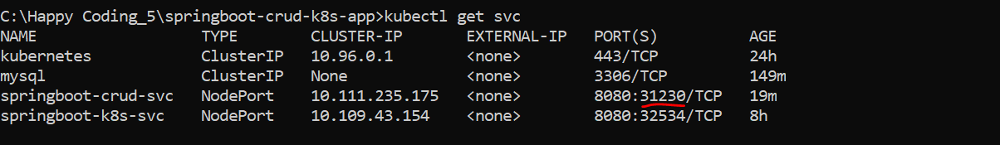 C:\Happy Coding_5\springboot-crud-k8s-app>kubectl get svc
NAME TYPE CLUSTER-IP EXTERNAL-IP PORT(S) AGE
kubernetes ClusterIP 10.96.0.1 <none> 443/TCP 24h
mysql ClusterIP None <none> 3306/TCP 149m
springboot-crud-svc NodePort 10.111.235.175 <none> 8080:31230/TCP 19m
springboot-k8s-svc NodePort 10.109.43.154 <none> 8080:32534/TCP 8h